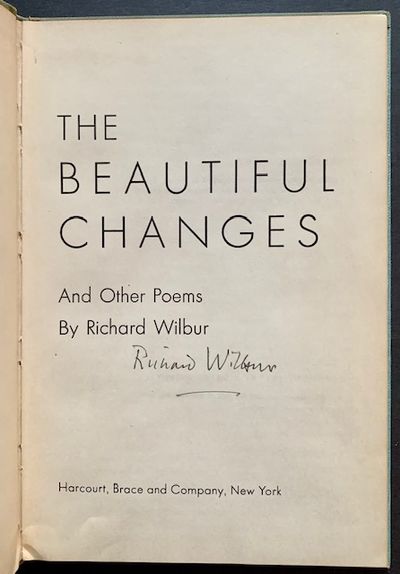 THE
BEAUTIFUL
CHANGES
And Other Poems
By Richard Wilbur
Richard Wilbur
Harcourt, Brace and Company, New York